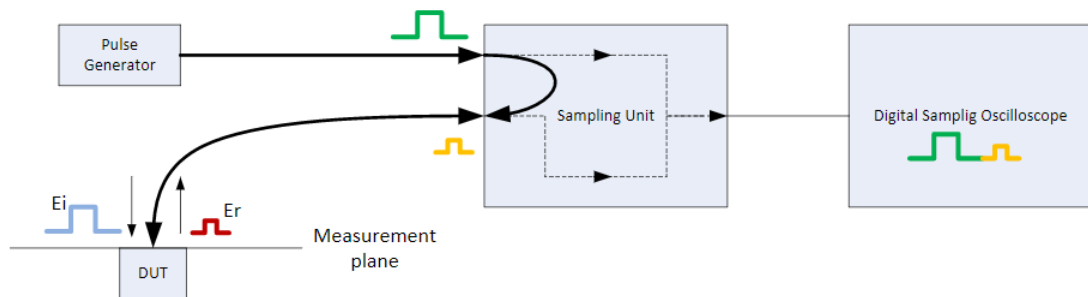 Pulse
Generator
Sampling Unit
Digital Samplig Oscilloscope
Ei
Er
Measurement
plane
DUT